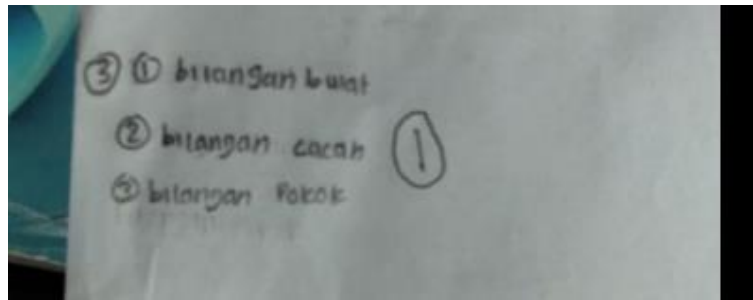 ③ ① bilangan bulat
② bilangan cacah ①
③ bilangan Pokok